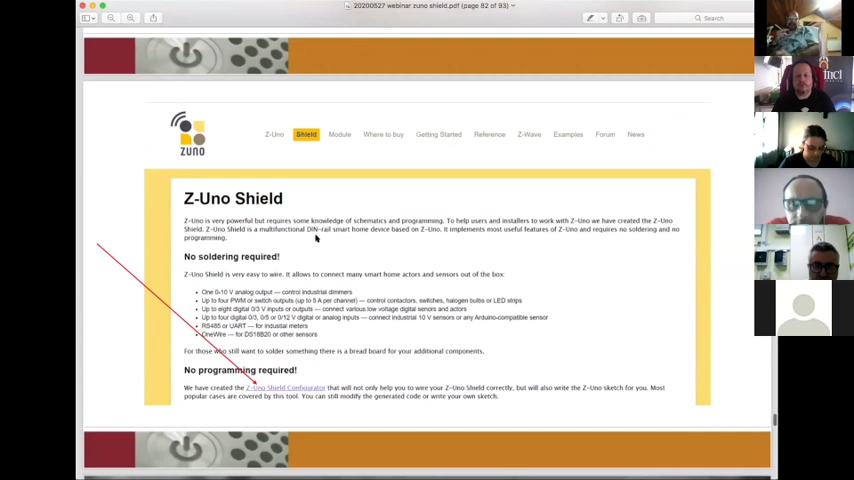 20200527 webinar zuno shield.pdf (page 82 of 93)
Search
ZUNO
Z-Uno Shield Module Where to buy Getting Started Reference Z-Wave Examples Forum News
Z-Uno Shield
Z-Uno is very powerful but requires some knowledge of schematics and programming. To help users and installers to work with Z-Uno we have created the Z-Uno
Shield. Z-Uno Shield is a multifunctional DIN-rail smart home device based on Z-Uno. It implements most useful features of Z-Uno and requires no soldering and no
programming.
No soldering required!
Z-Uno Shield is very easy to wire. It allows to connect many smart home actors and sensors out of the box:
• One 0-10 V analog output — control industrial dimmers
• Up to four PWM or switch outputs (up to 5 A per channel) — control contactors, switches, halogen bulbs or LED strips
• Up to eight digital 0/3 V inputs or outputs — connect various low voltage digital senors and actors
• Up to four digital 0/3, 0/5 or 0/12 V digital or analog inputs — connect industrial 10 V sensors or any Arduino-compatible sensor
• RS485 or UART — for industial meters
• OneWire — for DS18B20 or other sensors
For those who still want to solder something there is a bread board for your additional components.
No programming required!
We have created the Z-Uno Shield Configurator that will not only help you to wire your Z-Uno Shield correctly, but will also write the Z-Uno sketch for you. Most
popular cases are covered by this tool. You can still modify the generated code or write your own sketch.